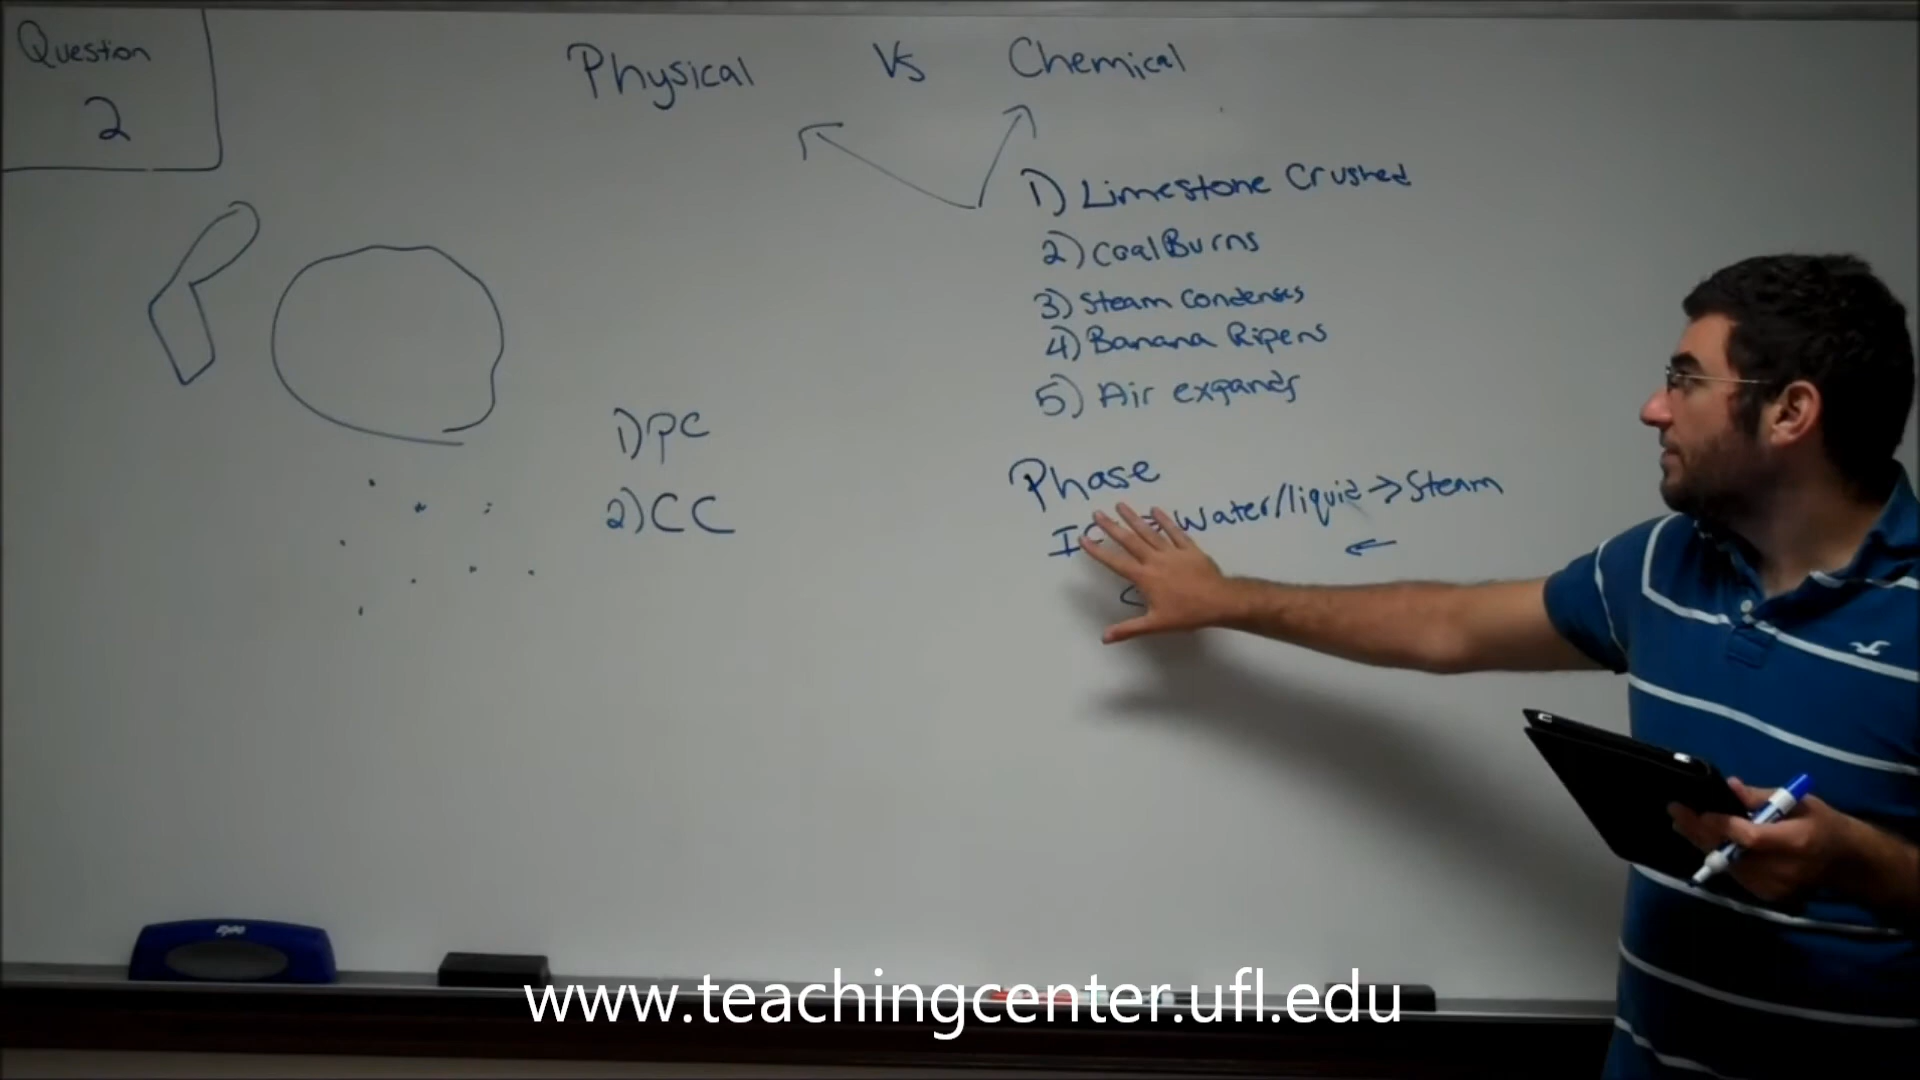 Question
2
Physical Vs Chemical
1) Limestone Crushed
2) Coal Burns
3) Steam Condenses
4) Banana Ripens
5) Air expands
1) PC
2) CC
Phase
Water/liquid → Steam
←
expo
www.teachingcenter.ufl.edu